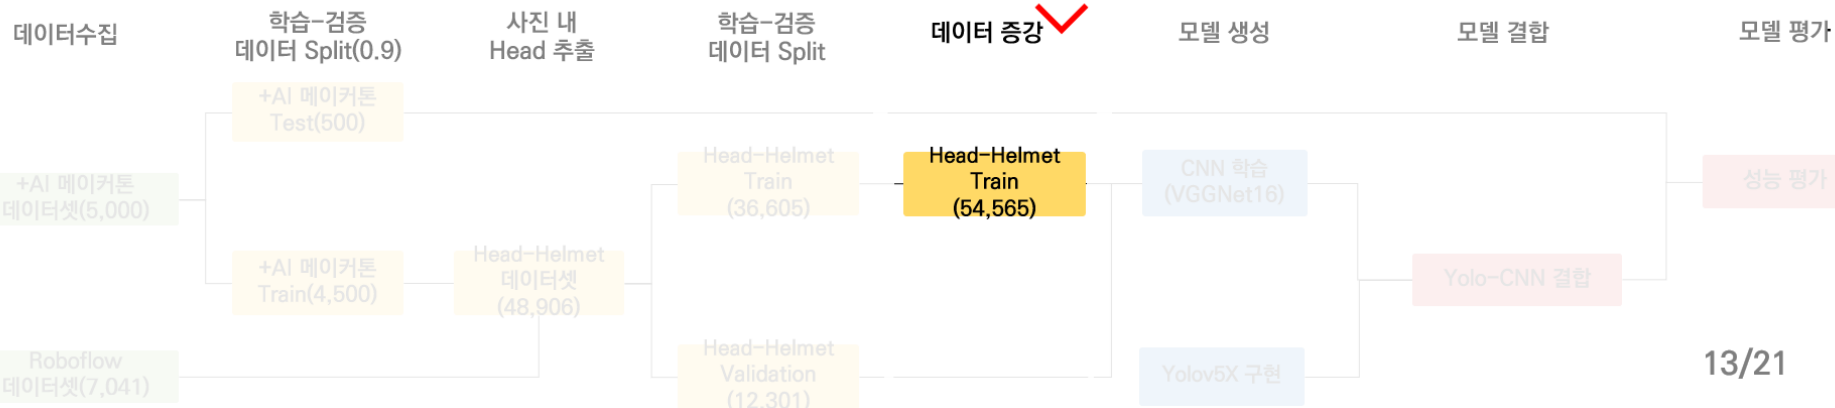 데이터수집
학습-검증
데이터 Split(0.9)
사진 내
Head 추출
학습-검증
데이터 Split
데이터 증강
모델 생성
모델 결합
모델 평가
+AI 메이커톤
Test(500)
Head-Helmet
Train
(36,605)
Head-Helmet
Train
(54,565)
CNN 학습
(VGGNet16)
성능 평가
+AI 메이커톤
데이터셋(5,000)
+AI 메이커톤
Train(4,500)
Head-Helmet
데이터셋
(48,906)
Yolo-CNN 결합
Roboflow
데이터셋(7,041)
Head-Helmet
Validation
(12,301)
Yolov5X 구현
13/21